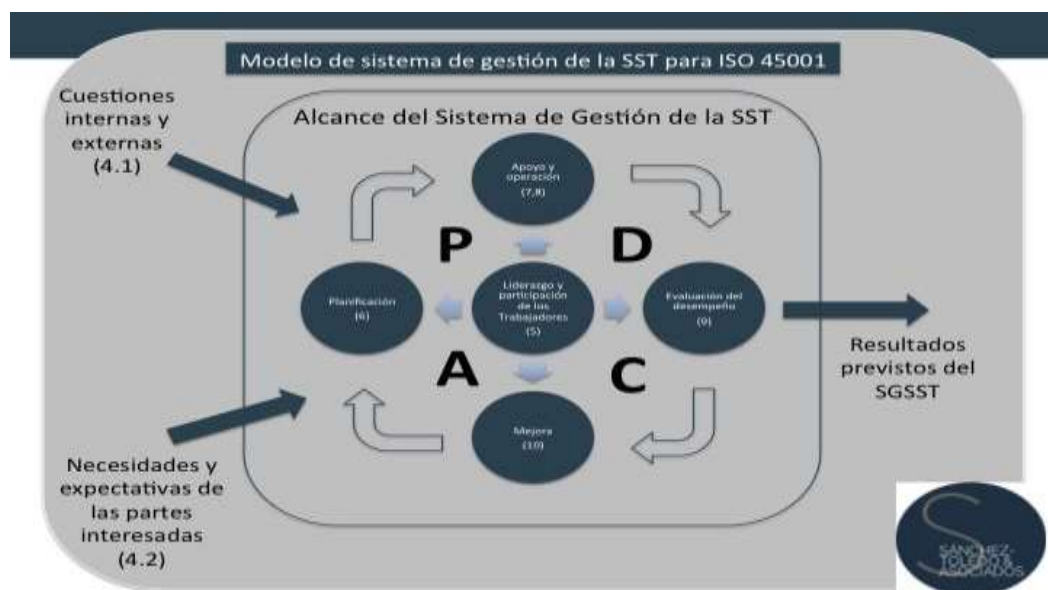 Modelo de sistema de gestión de la SST para ISO 45001
Cuestiones
internas y
externas
(4.1)
Alcance del Sistema de Gestión de la SST
Apoyo y
operación
(7,8)
P
D
Planificación
(6)
Liderazgo y
participación
de los
Trabajadores
(5)
Evaluación del
desempeño
(9)
Resultados
previstos del
SGSST
A
C
Mejora
(10)
Necesidades y
expectativas de
las partes
interesadas
(4.2)
S
SÁNCHEZ-
TOLEDO &
ASOCIADOS